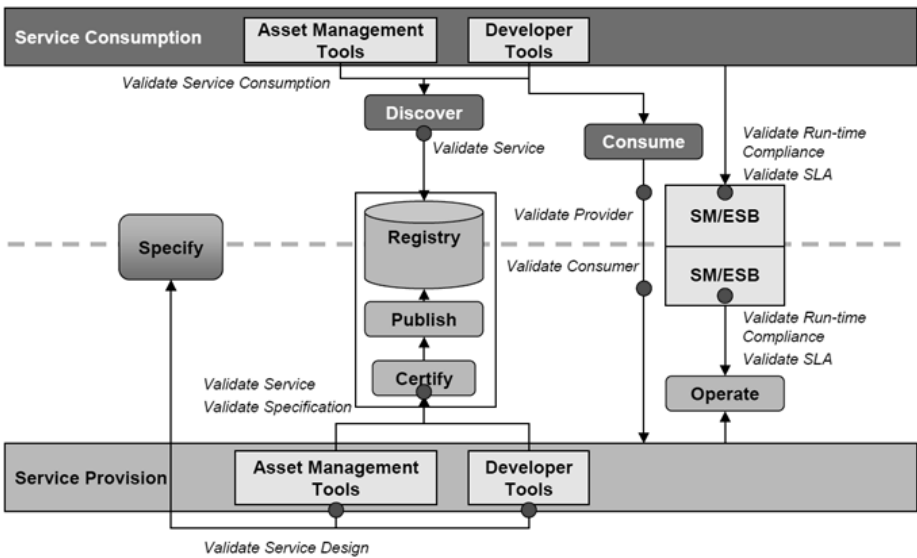 Service Consumption
Asset Management
Tools
Developer
Tools
Validate Service Consumption
Discover
Validate Service
Consume
Validate Run-time
Compliance
Validate SLA
Specify
Registry
Validate Provider
SM/ESB
Validate Consumer
SM/ESB
Publish
Validate Run-time
Compliance
Validate SLA
Certify
Validate Service
Validate Specification
Operate
Service Provision
Asset Management
Tools
Developer
Tools
Validate Service Design